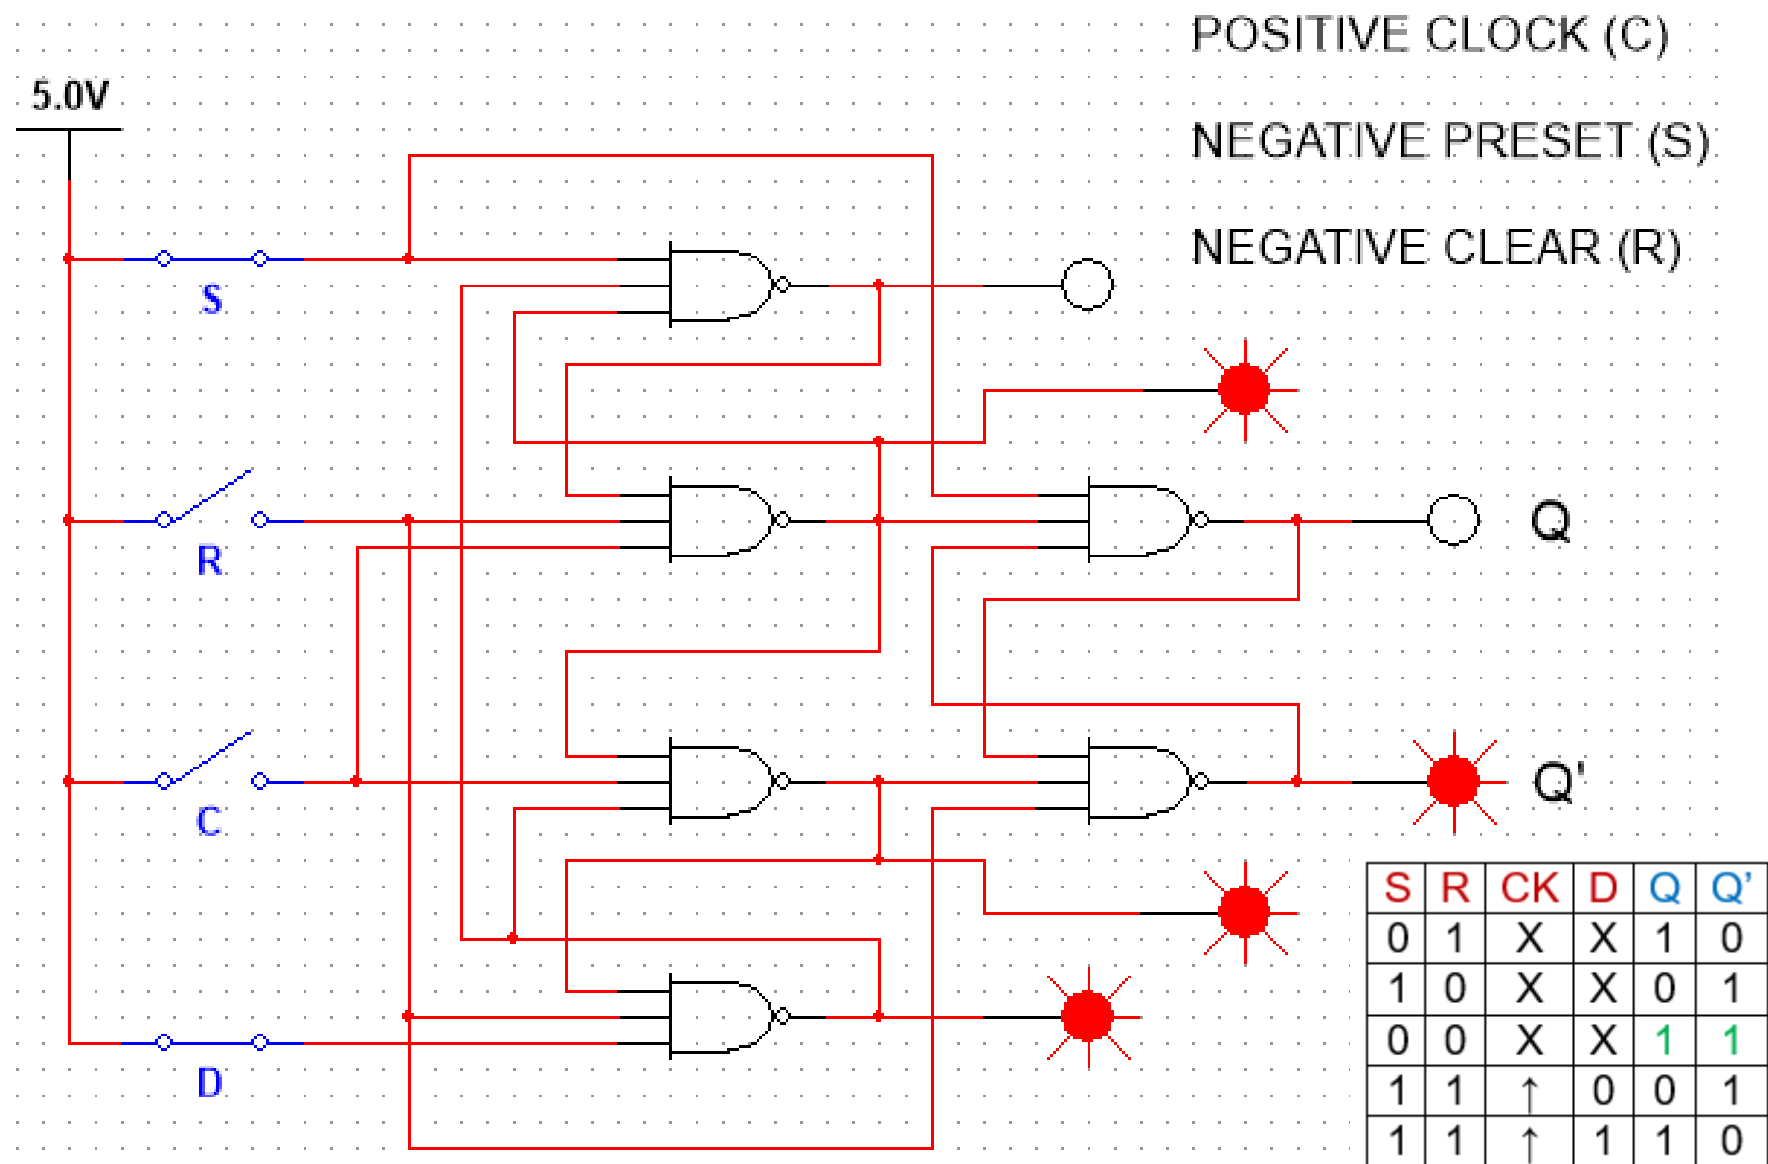 POSITIVE CLOCK (C)
5.0V
NEGATIVE PRESET (S)
NEGATIVE CLEAR (R)
S
R
Q
C
Q'
D
S R CK D Q Q’
0 1 X X 1 0
1 0 X X 0 1
0 0 X X 1 1
1 1 ↑ 0 0 1
1 1 ↑ 1 1 0